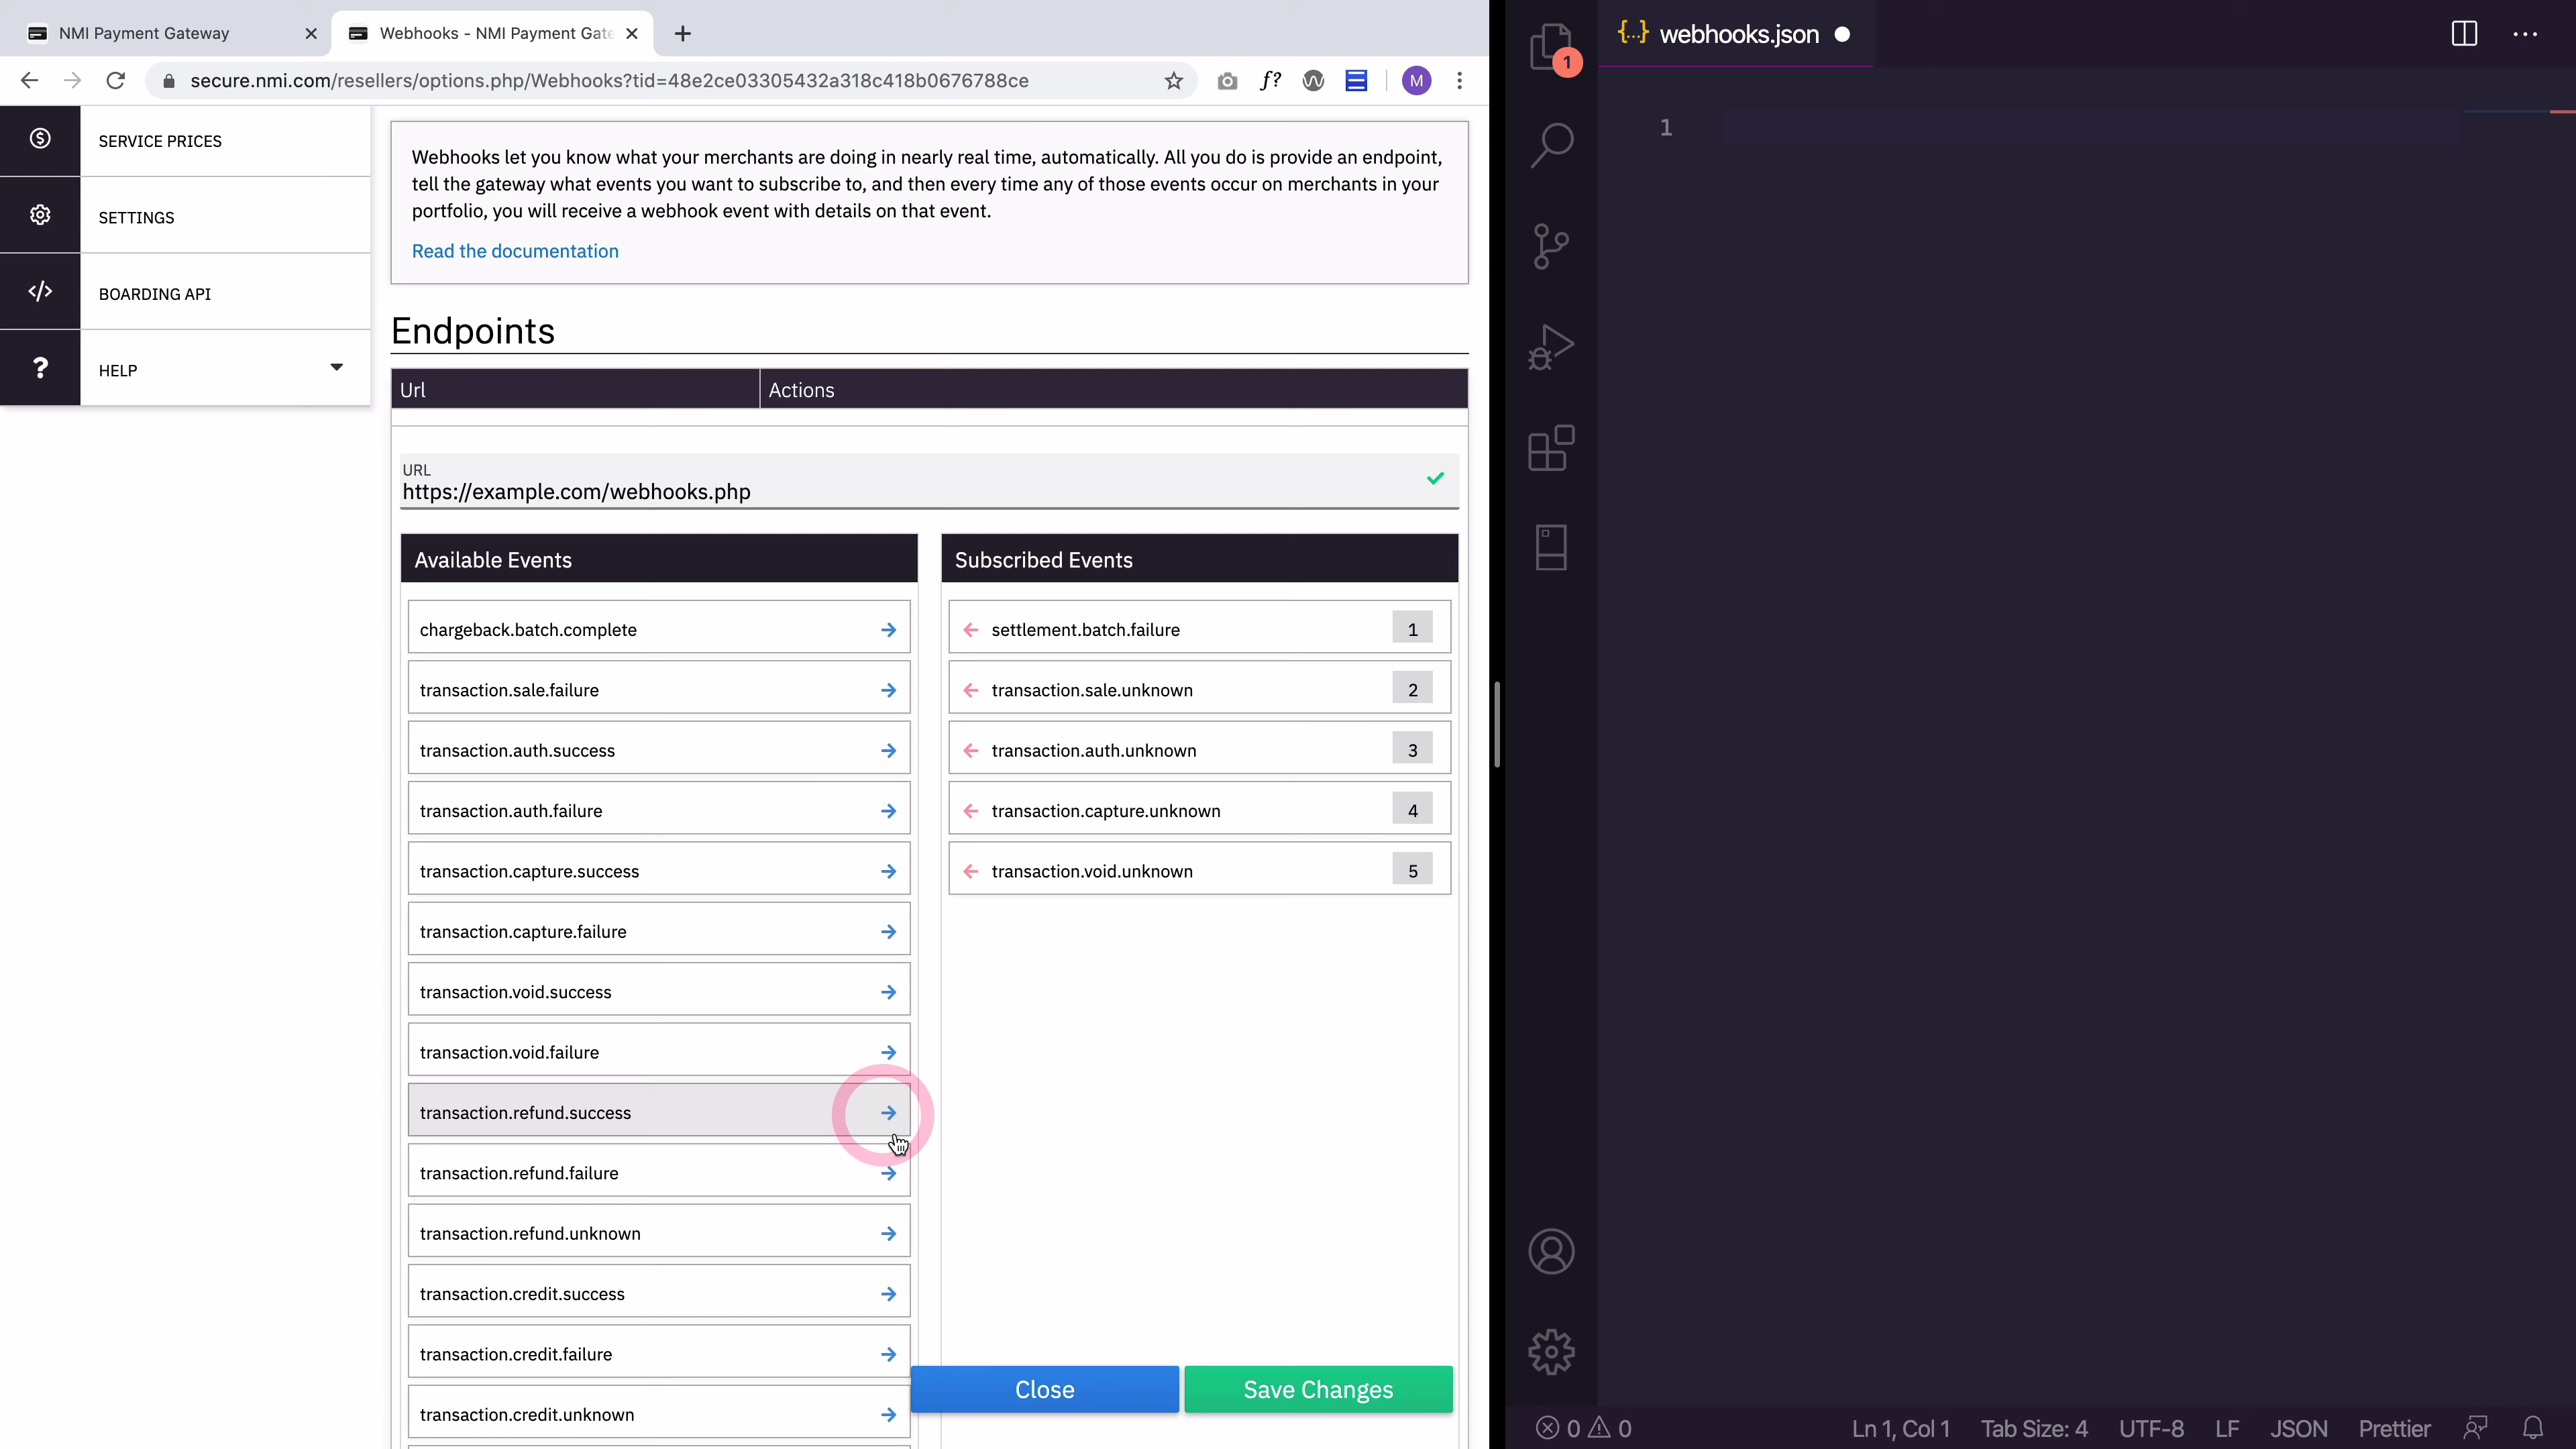 NMI Payment Gateway
Webhooks - NMI Payment Gate
secure.nmi.com/resellers/options.php/Webhooks?tid=48e2ce03305432a318c418b0676788ce
f?
M
SERVICE PRICES
SETTINGS
BOARDING API
HELP
Webhooks let you know what your merchants are doing in nearly real time, automatically. All you do is provide an endpoint,
tell the gateway what events you want to subscribe to, and then every time any of those events occur on merchants in your
portfolio, you will receive a webhook event with details on that event.
Read the documentation
Endpoints
Url Actions
URL
https://example.com/webhooks.php
Available Events
chargeback.batch.complete
transaction.sale.failure
transaction.auth.success
transaction.auth.failure
transaction.capture.success
transaction.capture.failure
transaction.void.success
transaction.void.failure
transaction.refund.success
transaction.refund.failure
transaction.refund.unknown
transaction.credit.success
transaction.credit.failure
transaction.credit.unknown
Subscribed Events
settlement.batch.failure 1
transaction.sale.unknown 2
transaction.auth.unknown 3
transaction.capture.unknown 4
transaction.void.unknown 5
Close
Save Changes
1
{..} webhooks.json
1
0 0 Ln 1, Col 1 Tab Size: 4 UTF-8 LF JSON Prettier